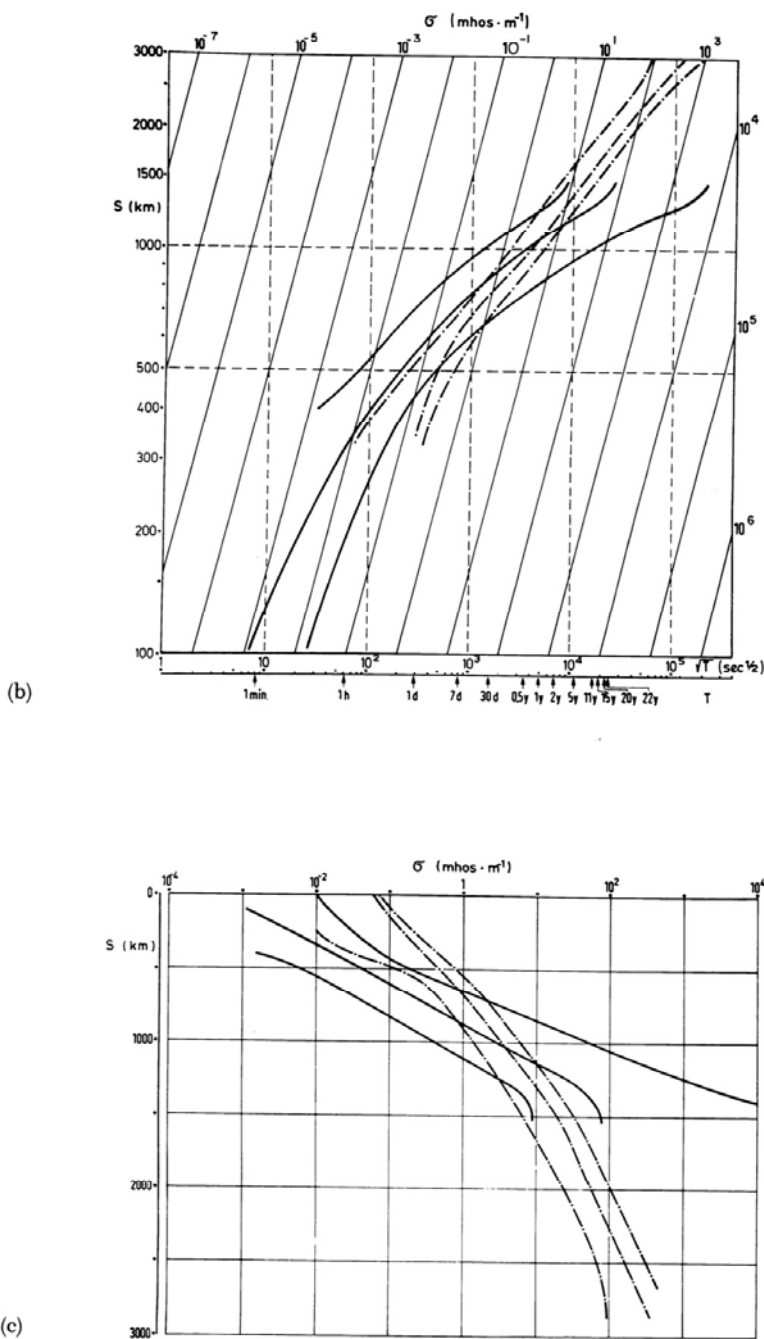 σ (mhos·m⁻¹)
10⁻⁷ 10⁻⁵ 10⁻³ 10⁻¹ 10¹ 10³
3000
2000
1500
S (km)
1000
500
400
300
200
100
10⁴
10⁵
10⁶
1 10 10² 10³ 10⁴ 10⁵ √T (sec½)
1min. 1h 1d 7d 30d 0,5y 1y 2y 5y 11y 15y 20y 22y T
(b)
σ (mhos·m⁻¹)
10⁻⁴ 10⁻² 1 10² 10⁴
0
S (km)
1000
2000
3000
(c)